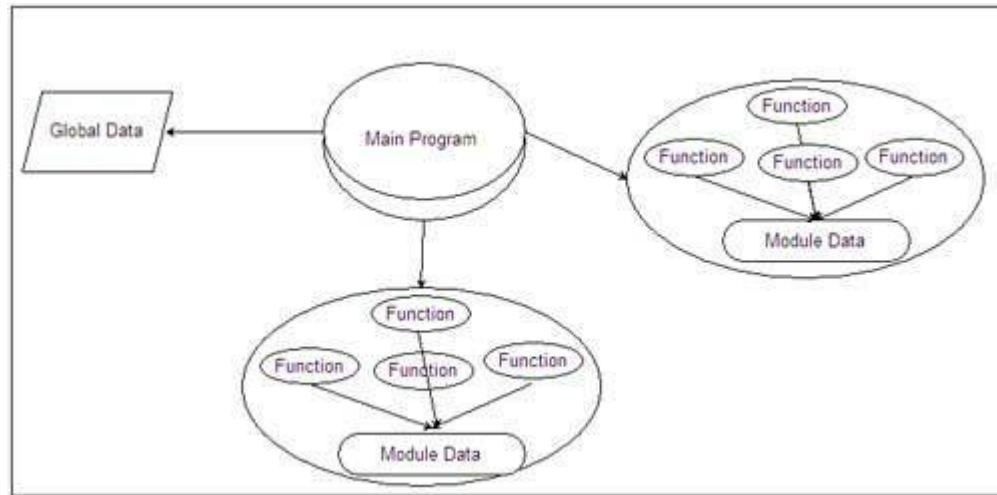 Global Data
Main Program
Function
Function
Function
Function
Module Data
Function
Function
Function
Function
Module Data